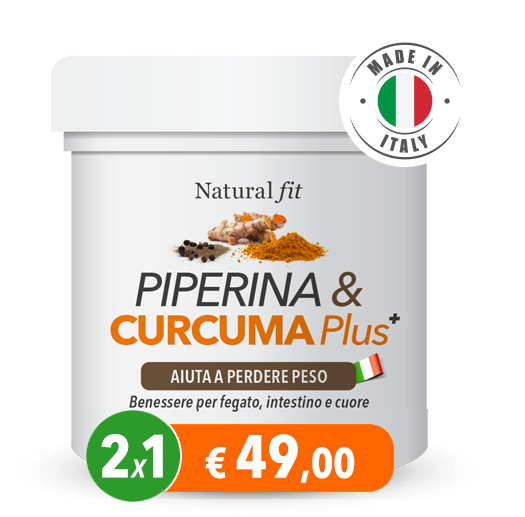 MADE IN
ITALY
Natural fit
PIPERINA &
CURCUMA Plus+
AIUTA A PERDERE PESO
Benessere per fegato, intestino e cuore
2x1
€ 49,00